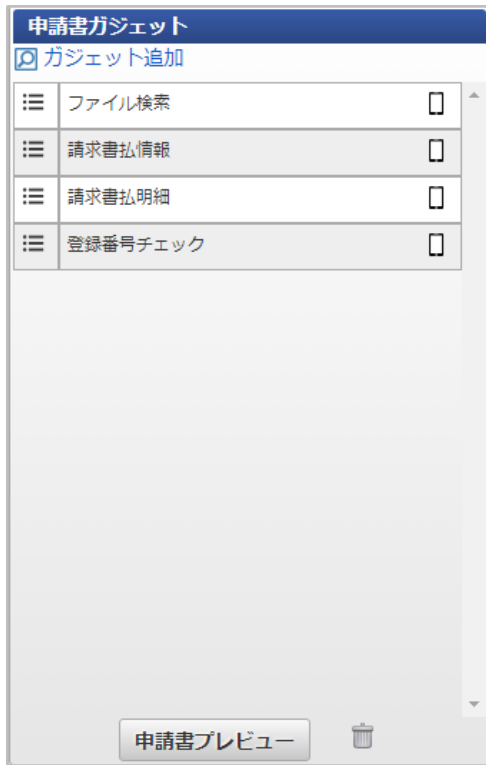 申請書ガジェット
ガジェット追加
ファイル検索
請求書払情報
請求書払明細
登録番号チェック
申請書プレビュー